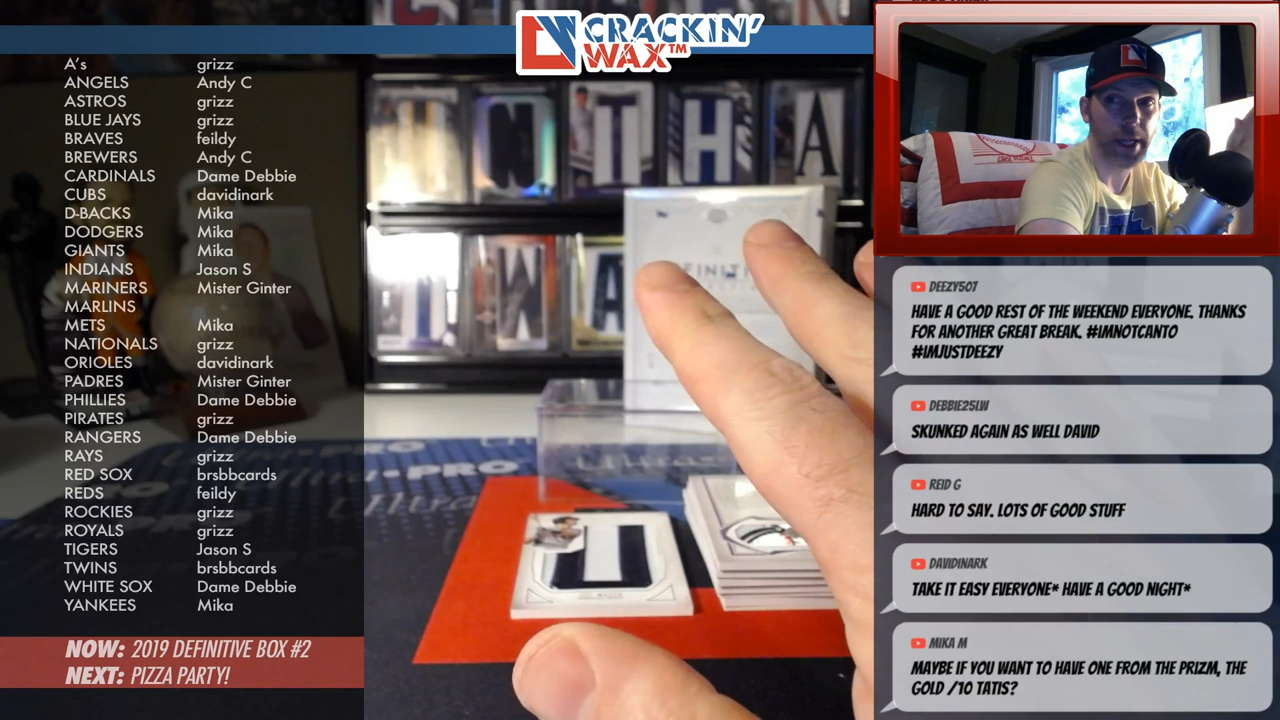 CRACKIN'
WAX™
A's grizz
ANGELS Andy C
ASTROS grizz
BLUE JAYS grizz
BRAVES feildy
BREWERS Andy C
CARDINALS Dame Debbie
CUBS davidinark
D-BACKS Mika
DODGERS Mika
GIANTS Mika
INDIANS Jason S
MARINERS Mister Ginter
MARLINS
METS Mika
NATIONALS grizz
ORIOLES davidinark
PADRES Mister Ginter
PHILLIES Dame Debbie
PIRATES grizz
RANGERS Dame Debbie
RAYS grizz
RED SOX brsbbcards
REDS feildy
ROCKIES grizz
ROYALS grizz
TIGERS Jason S
TWINS brsbbcards
WHITE SOX Dame Debbie
YANKEES Mika
NOW: 2019 DEFINITIVE BOX #2
NEXT: PIZZA PARTY!
I N T H A
I W A
FINITI
PRO
Ultra
DEEZY507
HAVE A GOOD REST OF THE WEEKEND EVERYONE. THANKS
FOR ANOTHER GREAT BREAK. #IMNOTCANTO
#IMJUSTDEEZY
DEBBIE25LW
SKUNKED AGAIN AS WELL DAVID
REID G
HARD TO SAY. LOTS OF GOOD STUFF
DAVIDINARK
TAKE IT EASY EVERYONE* HAVE A GOOD NIGHT*
MIKA M
MAYBE IF YOU WANT TO HAVE ONE FROM THE PRIZM, THE
GOLD /10 TATIS?